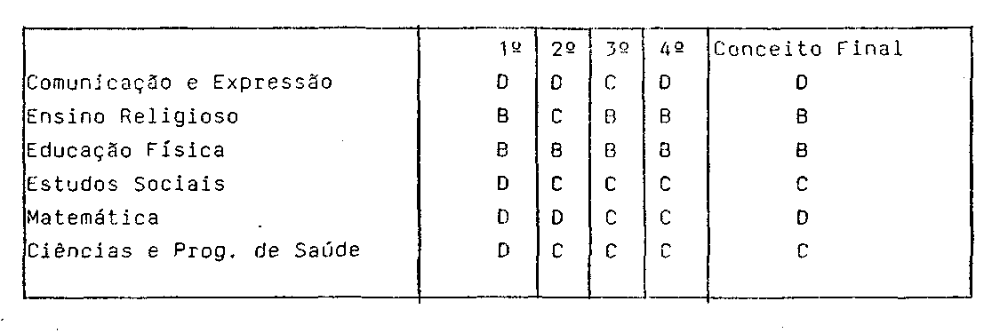 1º 2º 3º 4º Conceito Final
Comunicação e Expressão D D C D D
Ensino Religioso B C B B B
Educação Física B B B B B
Estudos Sociais D C C C C
Matemática D D C C D
Ciências e Prog. de Saúde D C C C C